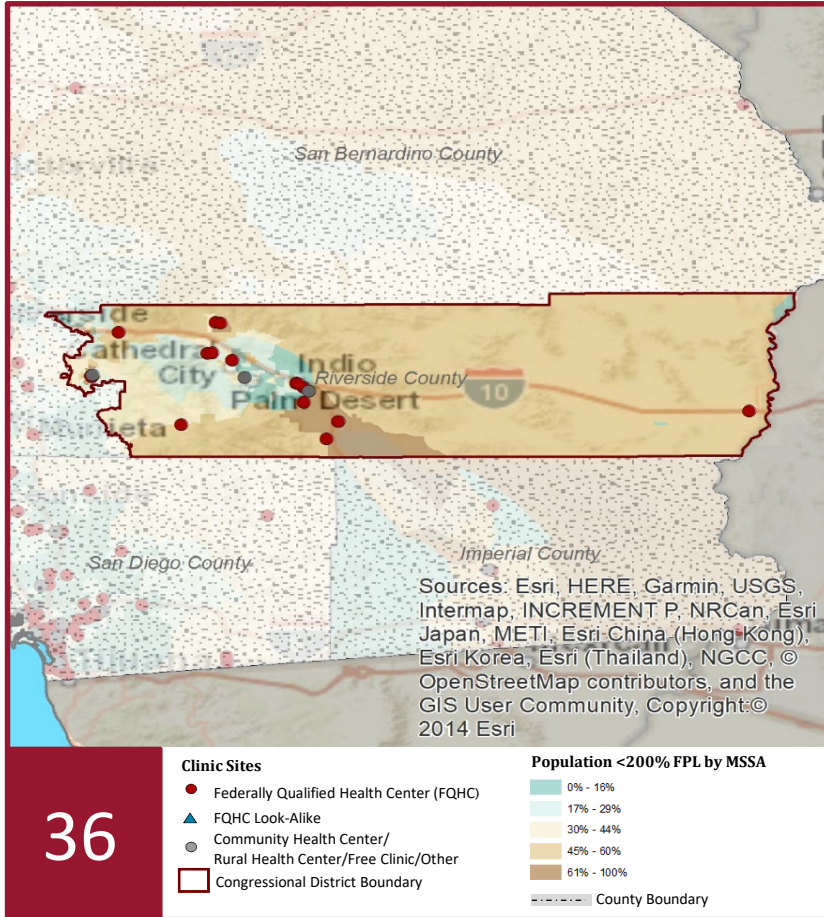 San Bernardino County
Cathedral
City
Indio
Riverside County
10
Palm Desert
Murrieta
San Diego County
Imperial County
Sources: Esri, HERE, Garmin, USGS,
Intermap, INCREMENT P, NRCan, Esri
Japan, METI, Esri China (Hong Kong),
Esri Korea, Esri (Thailand), NGCC, ©
OpenStreetMap contributors, and the
GIS User Community, Copyright:©
2014 Esri
36
Clinic Sites
Federally Qualified Health Center (FQHC)
FQHC Look-Alike
Community Health Center/
Rural Health Center/Free Clinic/Other
Congressional District Boundary
Population <200% FPL by MSSA
0% - 16%
17% - 29%
30% - 44%
45% - 60%
61% - 100%
County Boundary